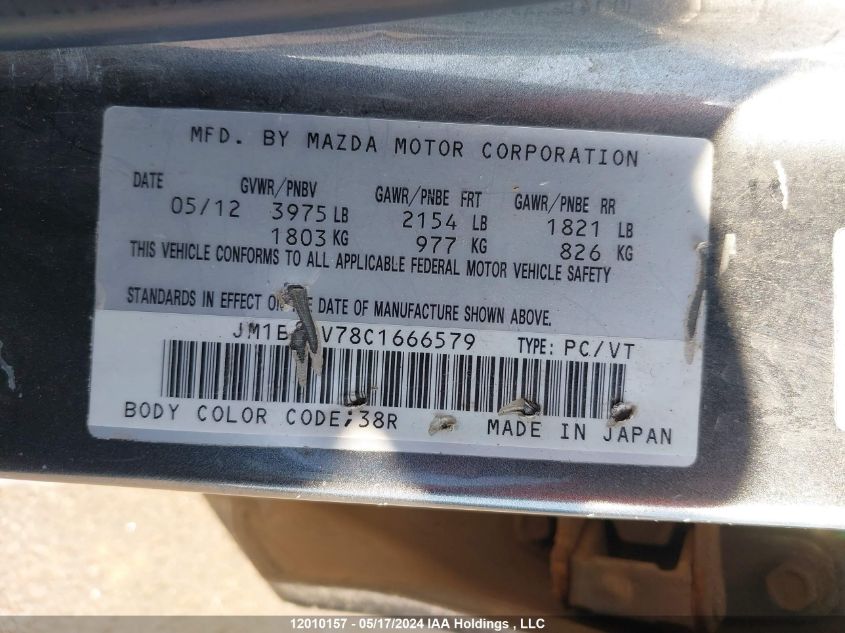 MFD. BY MAZDA MOTOR CORPORATION
DATE GVWR/PNBV GAWR/PNBE FRT GAWR/PNBE RR
05/12 3975 LB 2154 LB 1821 LB
1803 KG 977 KG 826 KG
THIS VEHICLE CONFORMS TO ALL APPLICABLE FEDERAL MOTOR VEHICLE SAFETY
STANDARDS IN EFFECT DATE OF MANUFACTURE SHOWN ABOVE.
TYPE: PC/VT
BODY COLOR CODE;38R MADE IN JAPAN
12010157 - 05/17/2024 IAA Holdings , LLC